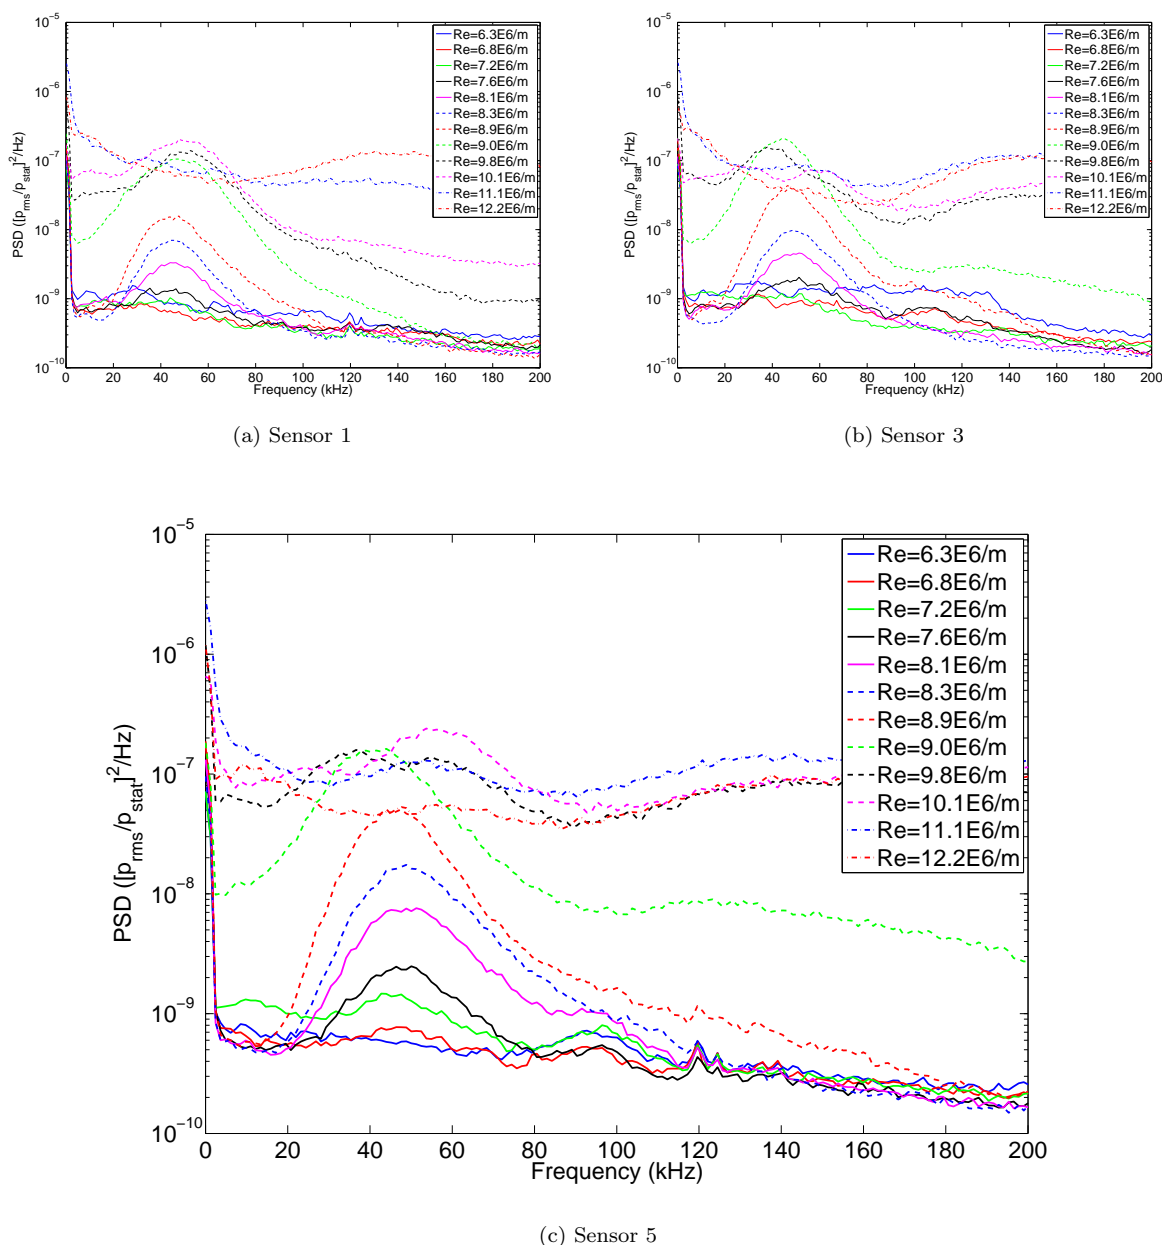 10^-5
10^-6
10^-7
10^-8
10^-9
10^-10
PSD ([p_rms/p_stat]^2/Hz)
0 20 40 60 80 100 120 140 160 180 200
Frequency (kHz)
Re=6.3E6/m
Re=6.8E6/m
Re=7.2E6/m
Re=7.6E6/m
Re=8.1E6/m
Re=8.3E6/m
Re=8.9E6/m
Re=9.0E6/m
Re=9.8E6/m
Re=10.1E6/m
Re=11.1E6/m
Re=12.2E6/m
(a) Sensor 1
10^-5
10^-6
10^-7
10^-8
10^-9
10^-10
PSD ([p_rms/p_stat]^2/Hz)
0 20 40 60 80 100 120 140 160 180 200
Frequency (kHz)
Re=6.3E6/m
Re=6.8E6/m
Re=7.2E6/m
Re=7.6E6/m
Re=8.1E6/m
Re=8.3E6/m
Re=8.9E6/m
Re=9.0E6/m
Re=9.8E6/m
Re=10.1E6/m
Re=11.1E6/m
Re=12.2E6/m
(b) Sensor 3
10^-5
10^-6
10^-7
10^-8
10^-9
10^-10
PSD ([p_rms/p_stat]^2/Hz)
0 20 40 60 80 100 120 140 160 180 200
Frequency (kHz)
Re=6.3E6/m
Re=6.8E6/m
Re=7.2E6/m
Re=7.6E6/m
Re=8.1E6/m
Re=8.3E6/m
Re=8.9E6/m
Re=9.0E6/m
Re=9.8E6/m
Re=10.1E6/m
Re=11.1E6/m
Re=12.2E6/m
(c) Sensor 5